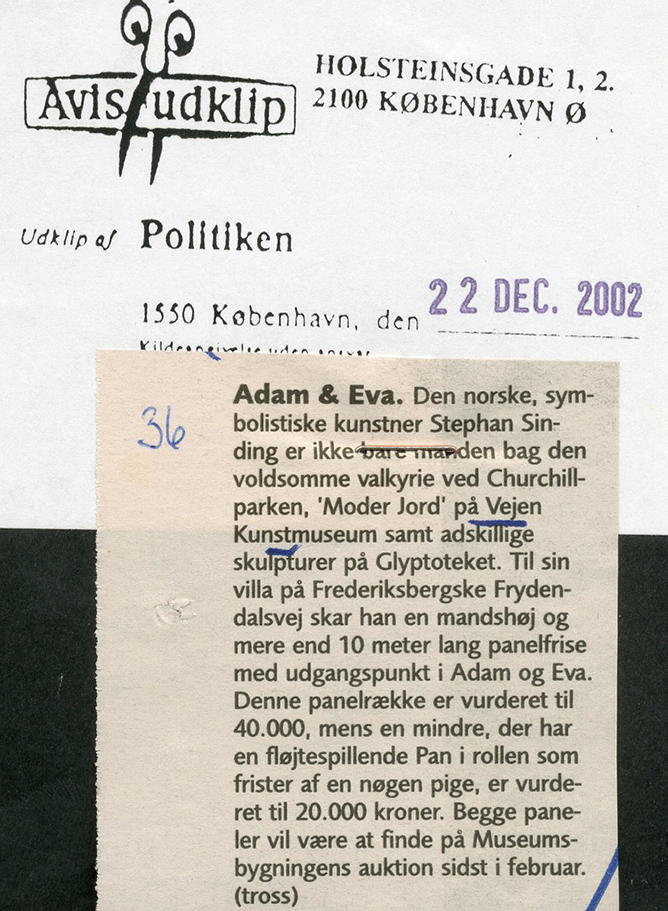 Avisudklip
HOLSTEINSGADE 1, 2.
2100 KØBENHAVN Ø
Udklip af Politiken
22 DEC. 2002
1550 København, den
Kildeangivelse uden ansvar
36
Adam & Eva. Den norske, sym-
bolistiske kunstner Stephan Sin-
ding er ikke bare manden bag den
voldsomme valkyrie ved Churchill-
parken, 'Moder Jord' på Vejen
Kunstmuseum samt adskillige
skulpturer på Glyptoteket. Til sin
villa på Frederiksbergske Fryden-
dalsvej skar han en mandshøj og
mere end 10 meter lang panelfrise
med udgangspunkt i Adam og Eva.
Denne panelrække er vurderet til
40.000, mens en mindre, der har
en fløjtespillende Pan i rollen som
frister af en nøgen pige, er vurde-
ret til 20.000 kroner. Begge pane-
ler vil være at finde på Museums-
bygningens auktion sidst i februar.
(tross)